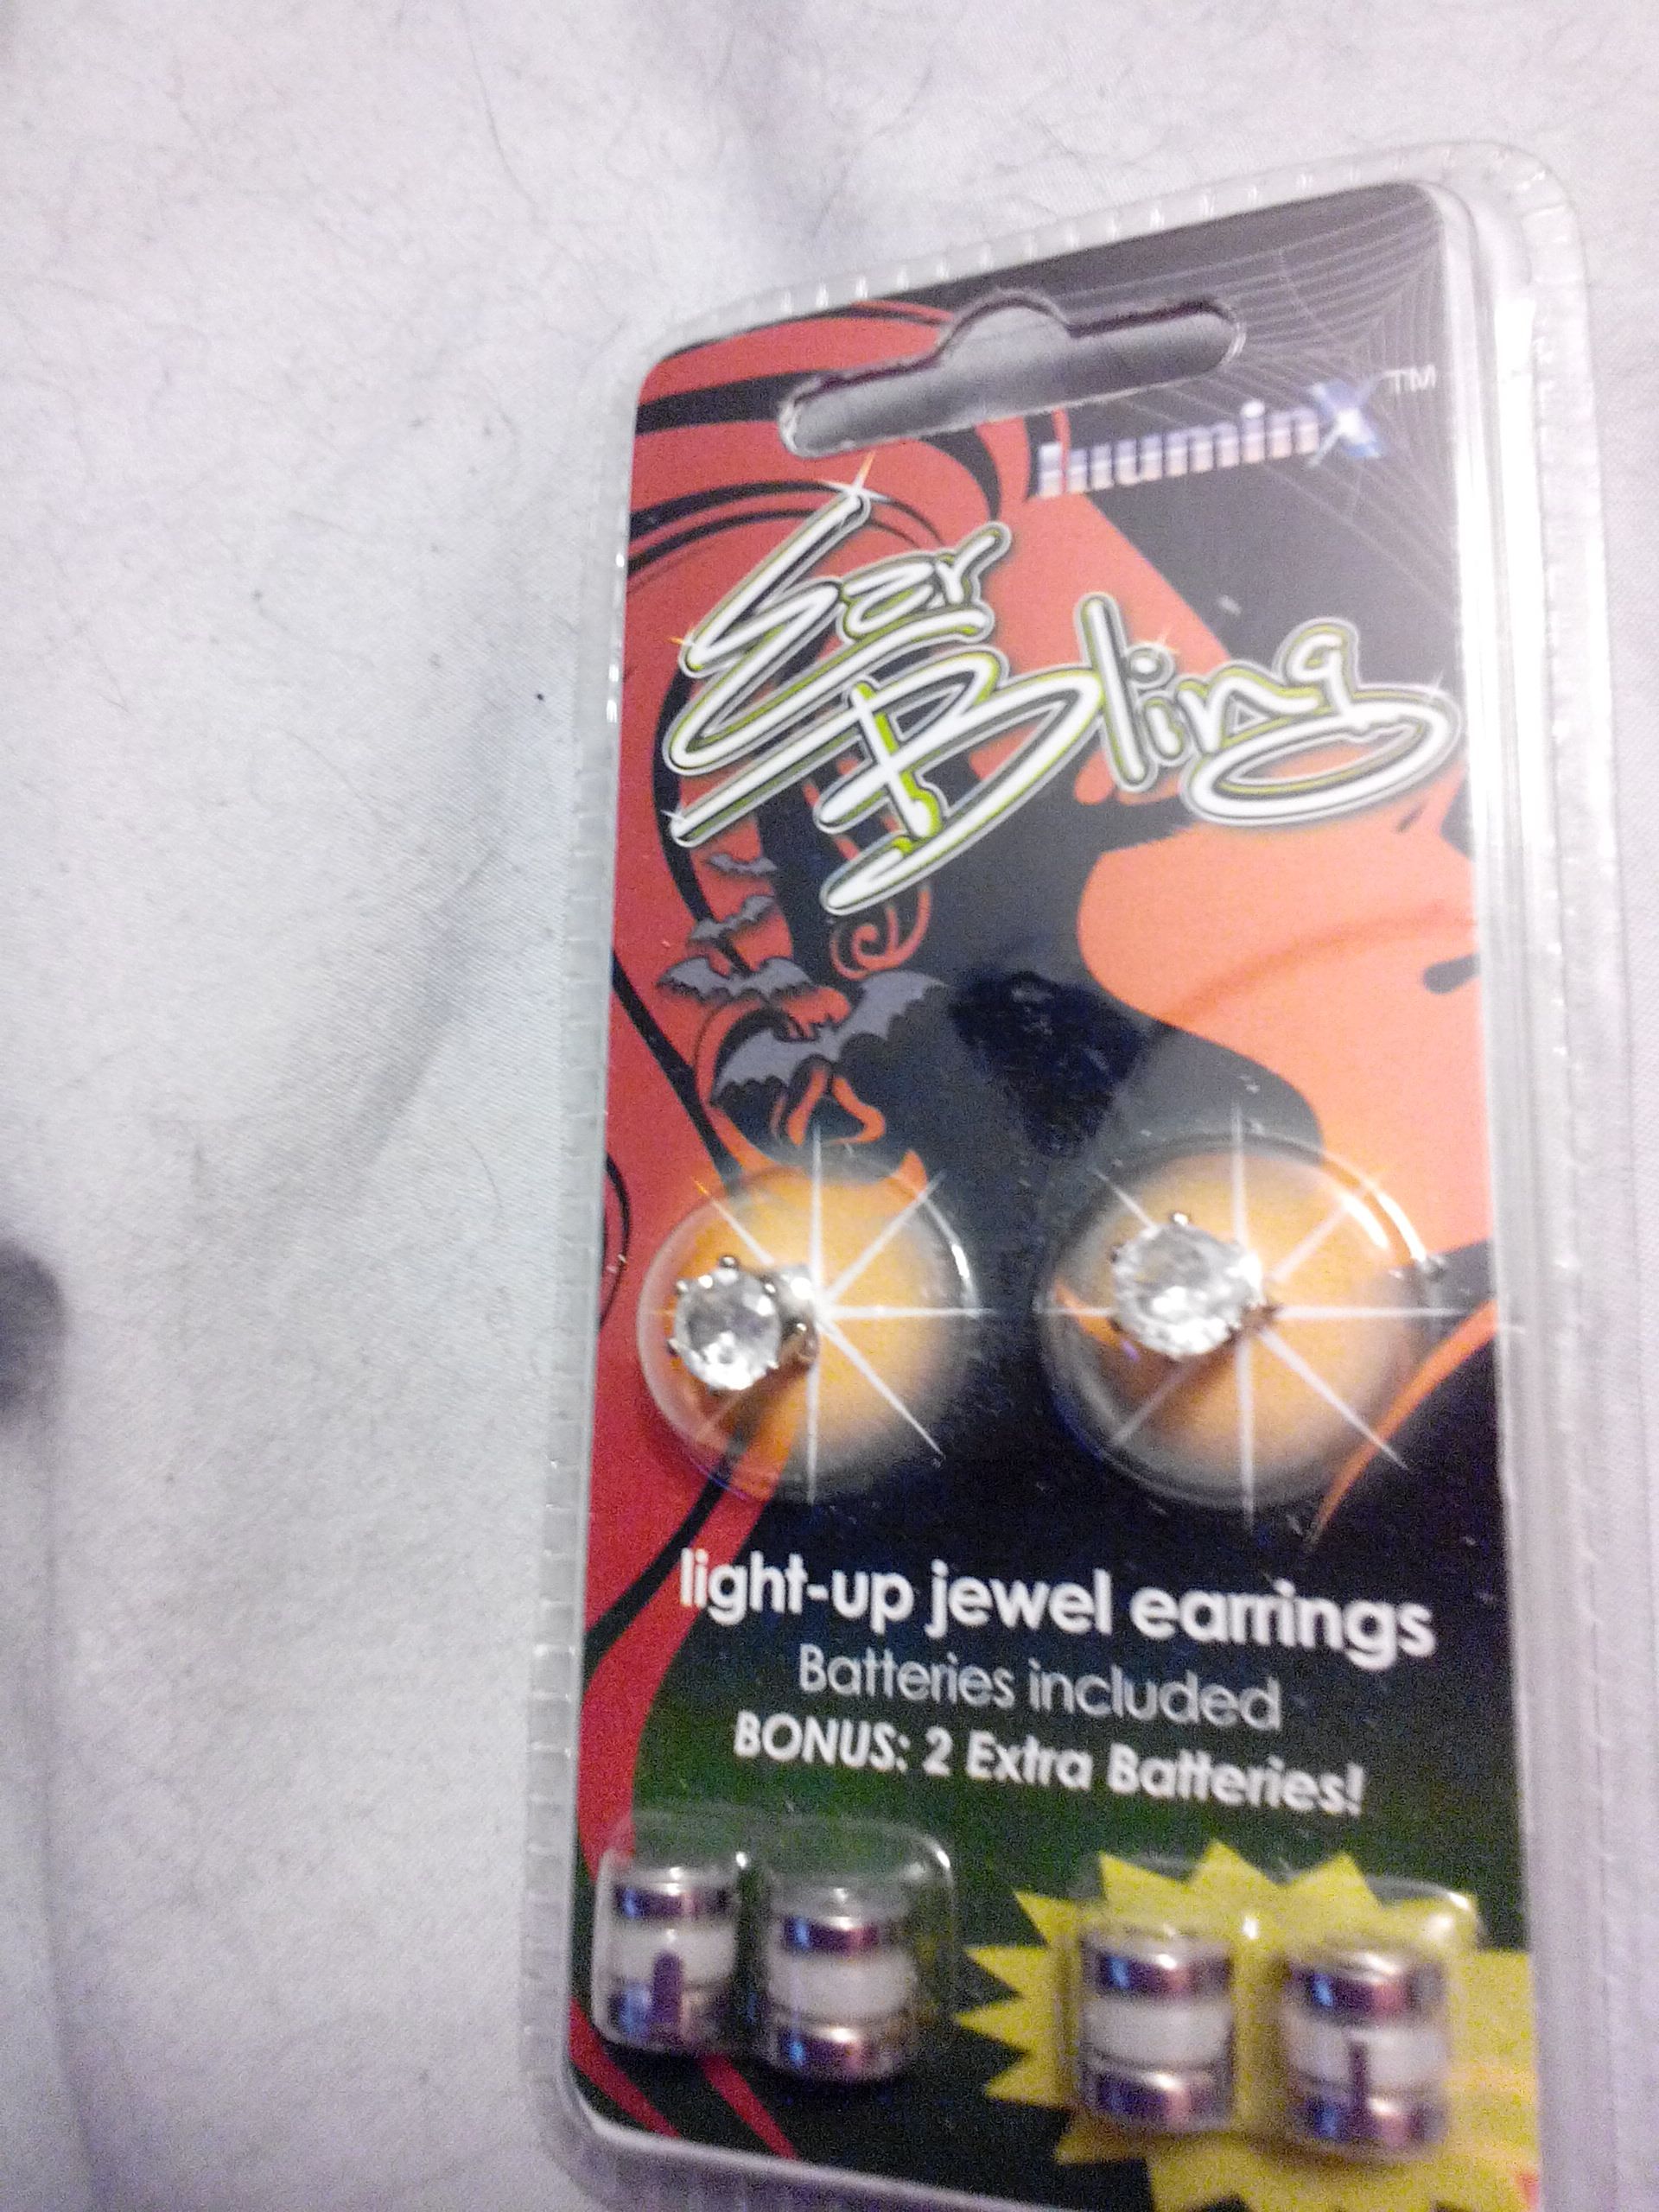 IlluminX™
Ear
Bling
light-up jewel earrings
Batteries included
BONUS: 2 Extra Batteries!